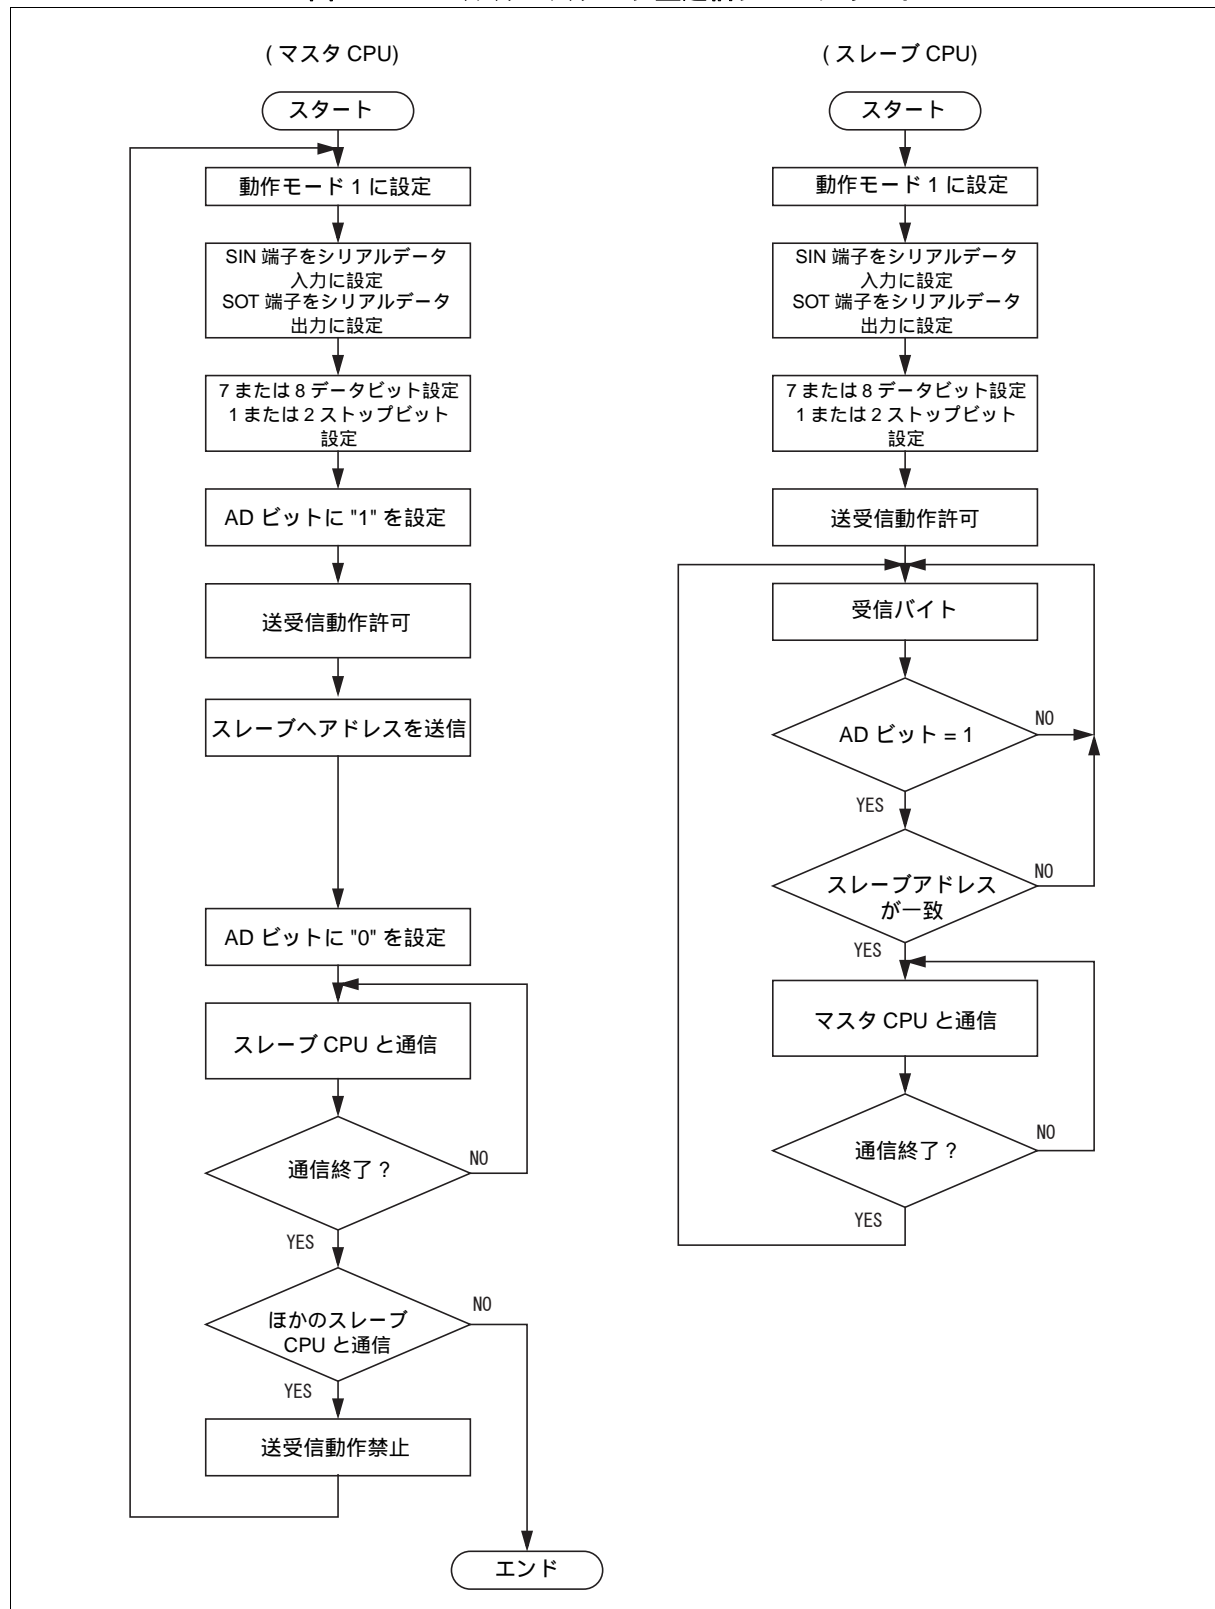 (マスタ CPU)
スタート
動作モード 1 に設定
SIN 端子をシリアルデータ
入力に設定
SOT 端子をシリアルデータ
出力に設定
7 または 8 データビット設定
1 または 2 ストップビット
設定
AD ビットに "1" を設定
送受信動作許可
スレーブへアドレスを送信
AD ビットに "0" を設定
スレーブ CPU と通信
通信終了?
NO
YES
ほかのスレーブ
CPU と通信
NO
YES
送受信動作禁止
エンド
(スレーブ CPU)
スタート
動作モード 1 に設定
SIN 端子をシリアルデータ
入力に設定
SOT 端子をシリアルデータ
出力に設定
7 または 8 データビット設定
1 または 2 ストップビット
設定
送受信動作許可
受信バイト
AD ビット = 1
NO
YES
スレーブアドレス
が一致
NO
YES
マスタ CPU と通信
通信終了?
NO
YES